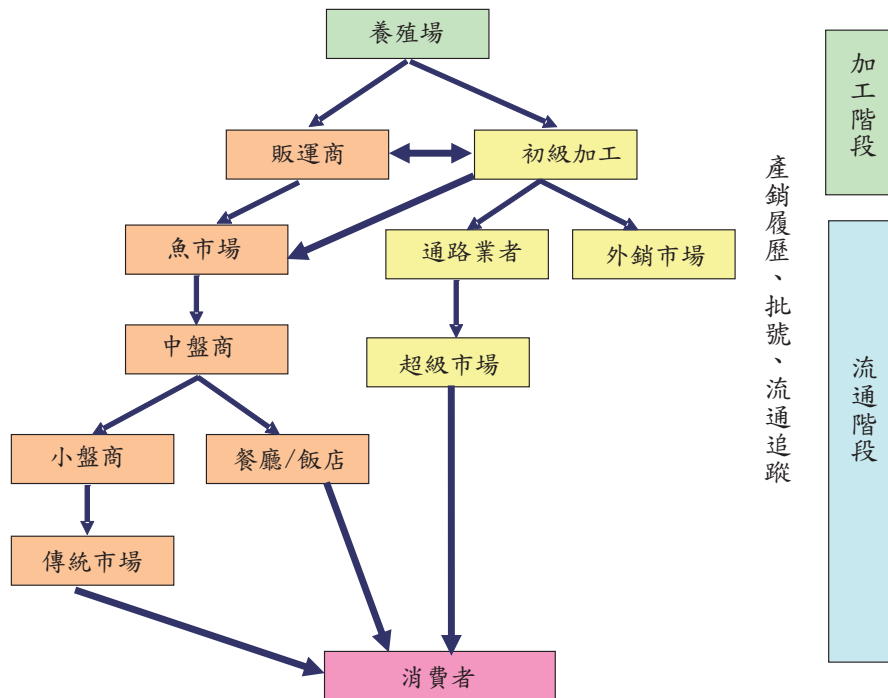 養殖場
販運商
初級加工
魚市場
通路業者
外銷市場
中盤商
超級市場
小盤商
餐廳/飯店
傳統市場
消費者
產銷履歷、批號、流通追蹤
加工階段
流通階段